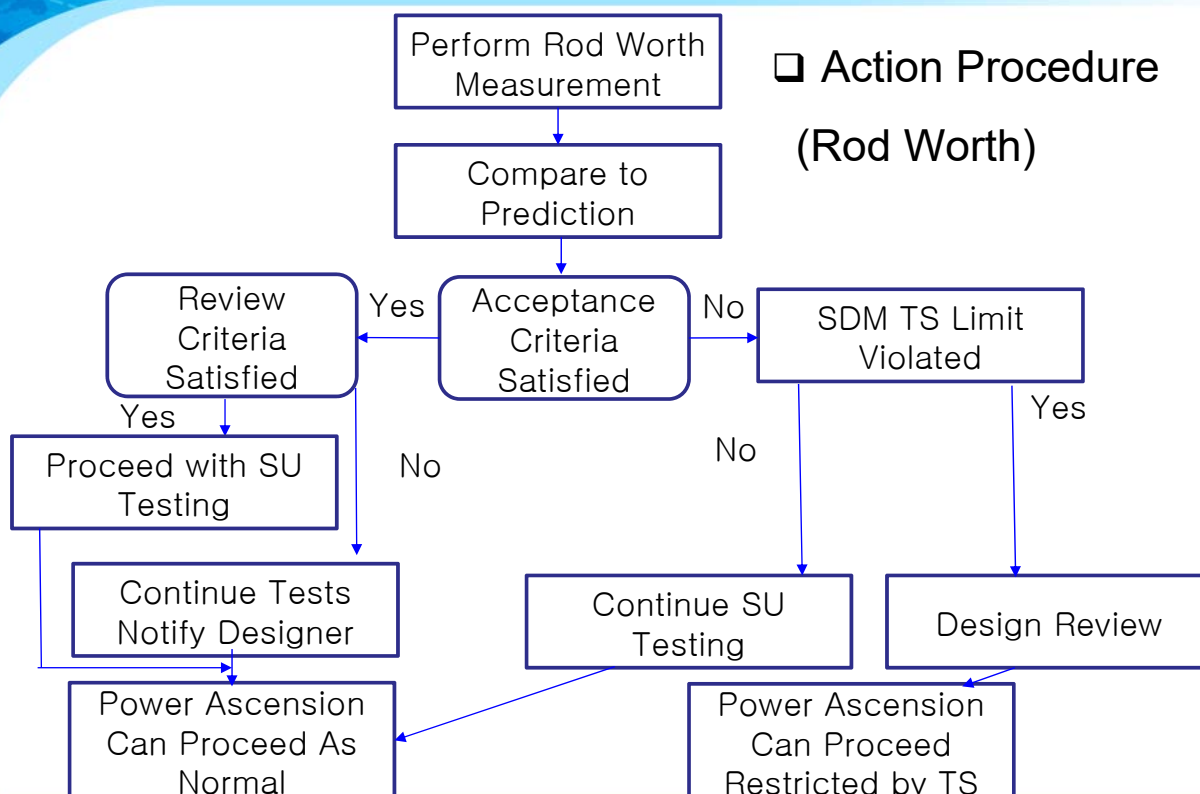 Perform Rod Worth
Measurement
❑ Action Procedure
(Rod Worth)
Compare to
Prediction
Review
Criteria
Satisfied
Yes
Acceptance
Criteria
Satisfied
No
SDM TS Limit
Violated
Yes
No
No
Yes
Proceed with SU
Testing
Continue Tests
Notify Designer
Continue SU
Testing
Design Review
Power Ascension
Can Proceed As
Normal
Power Ascension
Can Proceed
Restricted by TS